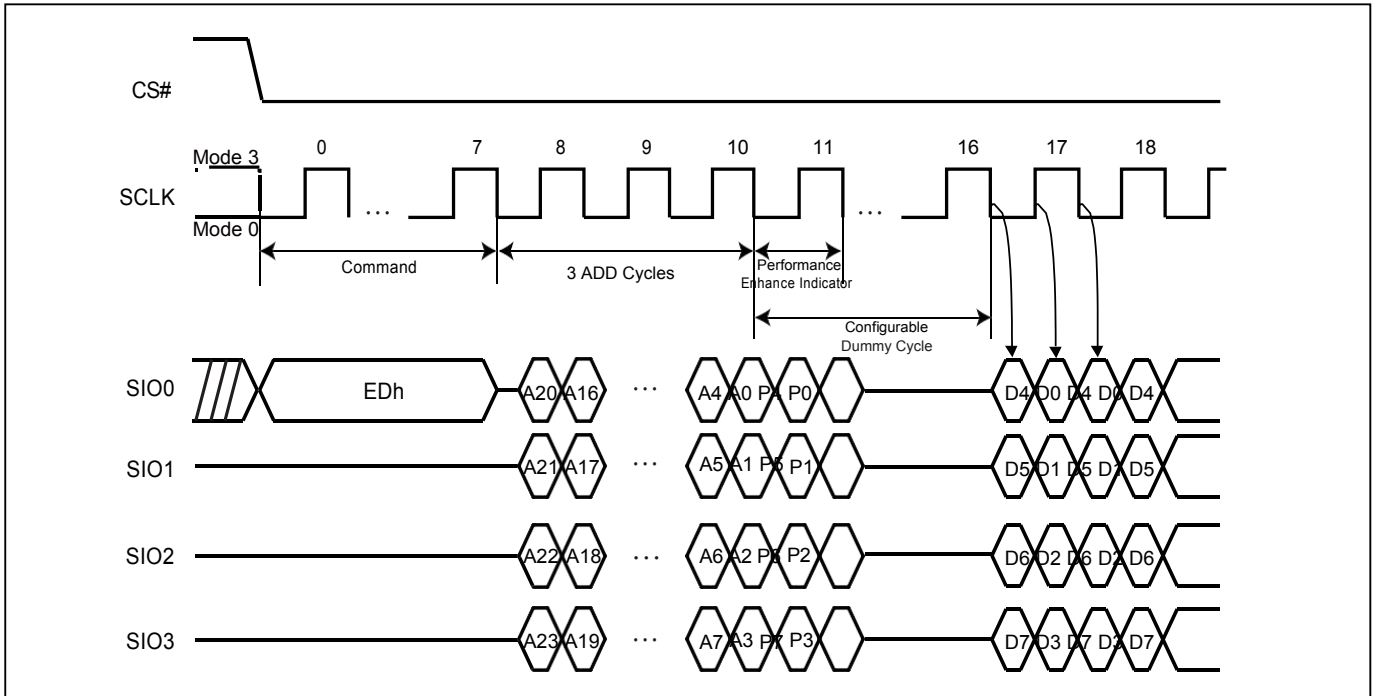 CS#
0 7 8 9 10 11 16 17 18
Mode 3
SCLK
...
...
Mode 0
Command
3 ADD Cycles
Performance
Enhance Indicator
Configurable
Dummy Cycle
SIO0 EDh A20 A16 ... A4 A0 P4 P0 D4 D0 D4 D0 D4
SIO1 A21 A17 ... A5 A1 P5 P1 D5 D1 D5 D1 D5
SIO2 A22 A18 ... A6 A2 P6 P2 D6 D2 D6 D2 D6
SIO3 A23 A19 ... A7 A3 P7 P3 D7 D3 D7 D3 D7